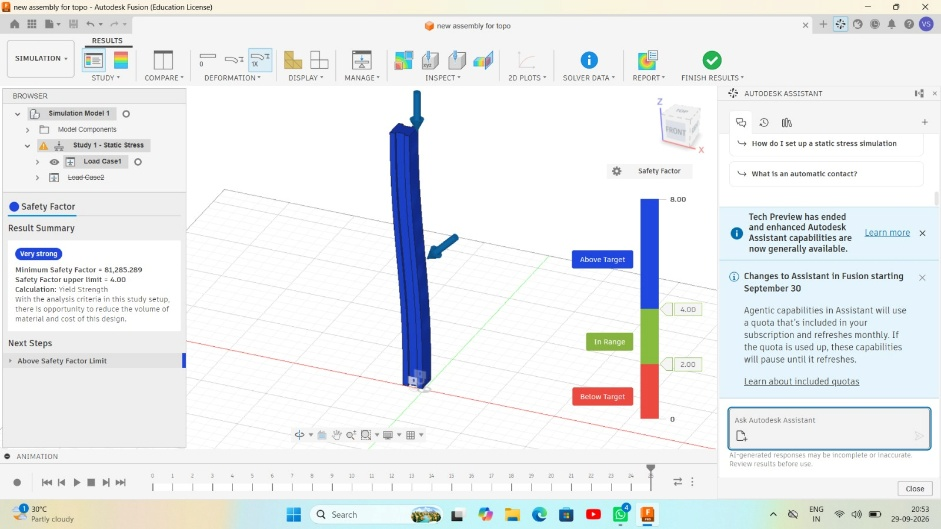 new assembly for topo - Autodesk Fusion (Education License)
new assembly for topo
VS
SIMULATION
RESULTS
STUDY
COMPARE
DEFORMATION
DISPLAY
MANAGE
INSPECT
2D PLOTS
SOLVER DATA
REPORT
FINISH RESULTS
BROWSER
Simulation Model 1
Model Components
Study 1 - Static Stress
Load Case1
Load Case2
Safety Factor
Result Summary
Very strong
Minimum Safety Factor = 81,285.289
Safety Factor upper limit = 4.00
Calculation: Yield Strength
With the analysis criteria in this study setup,
there is opportunity to reduce the volume of
material and cost of this design.
Next Steps
Above Safety Factor Limit
Z
FRONT
X
Safety Factor
8.00
Above Target
4.00
In Range
2.00
Below Target
0
AUTODESK ASSISTANT
How do I set up a static stress simulation
What is an automatic contact?
Tech Preview has ended
and enhanced Autodesk
Assistant capabilities are
now generally available.
Learn more
Changes to Assistant in Fusion starting
September 30
Agentic capabilities in Assistant will use
a quota that's included in your
subscription and refreshes monthly. If
the quota is used up, these capabilities
will pause until it refreshes.
Learn about included quotas
Ask Autodesk Assistant
AI-generated responses may be incomplete or inaccurate.
Review results before use.
Close
ANIMATION
0 1 2 3 4 5 6 7 8 9 10 11 12 13 14 15 16 17 18 19 20 21 22 23 24
1
30°C
Partly cloudy
Search
4
ENG
IN
20:53
29-09-2026